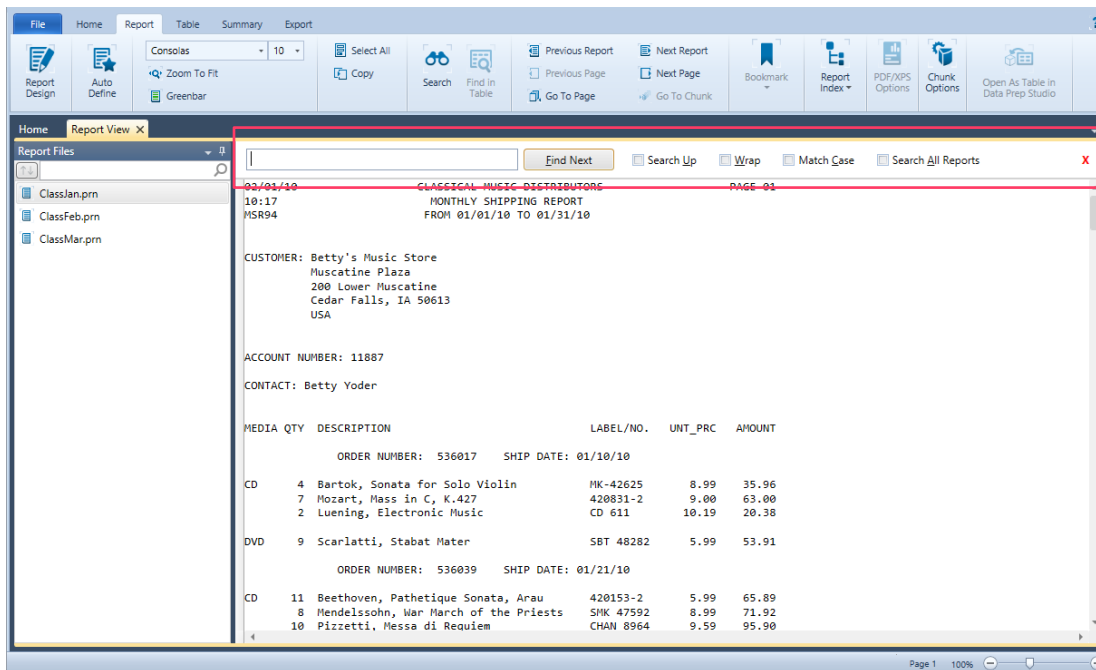 File Home Report Table Summary Export
Report Design
Auto Define
Consolas 10
Zoom To Fit
Greenbar
Select All
Copy
Search
Find in Table
Previous Report
Previous Page
Go To Page
Next Report
Next Page
Go To Chunk
Bookmark
Report Index
PDF/XPS Options
Chunk Options
Open As Table in Data Prep Studio
Home Report View X
Report Files
ClassJan.prn
ClassFeb.prn
ClassMar.prn
Find Next Search Up Wrap Match Case Search All Reports X
02/01/10 CLASSICAL MUSIC DISTRIBUTORS PAGE 01
10:17 MONTHLY SHIPPING REPORT
MSR94 FROM 01/01/10 TO 01/31/10
CUSTOMER: Betty's Music Store
Muscatine Plaza
200 Lower Muscatine
Cedar Falls, IA 50613
USA
ACCOUNT NUMBER: 11887
CONTACT: Betty Yoder
MEDIA QTY DESCRIPTION LABEL/NO. UNT_PRC AMOUNT
ORDER NUMBER: 536017 SHIP DATE: 01/10/10
CD 4 Bartok, Sonata for Solo Violin MK-42625 8.99 35.96
7 Mozart, Mass in C, K.427 420831-2 9.00 63.00
2 Luening, Electronic Music CD 611 10.19 20.38
DVD 9 Scarlatti, Stabat Mater SBT 48282 5.99 53.91
ORDER NUMBER: 536039 SHIP DATE: 01/21/10
CD 11 Beethoven, Pathetique Sonata, Arau 420153-2 5.99 65.89
8 Mendelssohn, War March of the Priests SMK 47592 8.99 71.92
10 Pizzetti, Messa di Requiem CHAN 8964 9.59 95.90
Page 1 100%